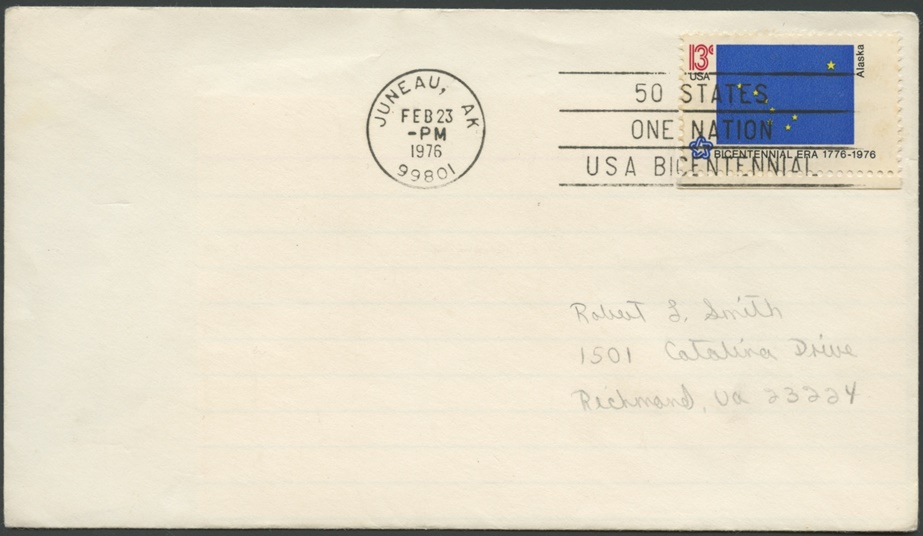 13c
USA
Alaska
BICENTENNIAL ERA 1776-1976
JUNEAU, AK
FEB 23
-PM
1976
99801
50 STATES
ONE NATION
USA BICENTENNIAL
Robert L. Smith
1501 Catalina Drive
Richmond, Va 23224